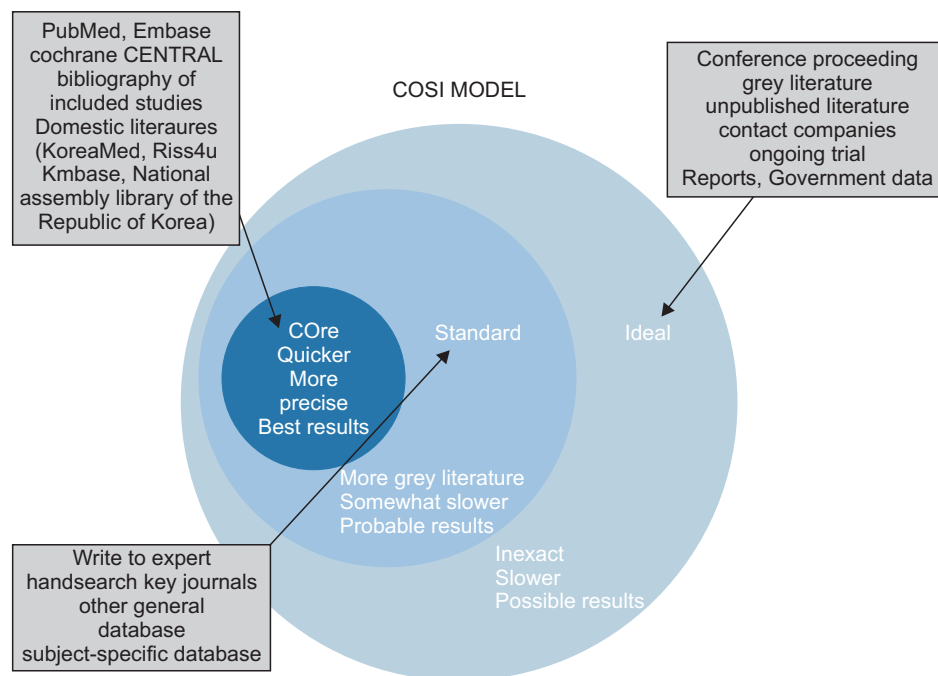 PubMed, Embase
cochrane CENTRAL
bibliography of
included studies
Domestic literaures
(KoreaMed, Riss4u
Kmbase, National
assembly library of the
Republic of Korea)
COSI MODEL
Conference proceeding
grey literature
unpublished literature
contact companies
ongoing trial
Reports, Government data
COre
Quicker
More
precise
Best results
Standard
Ideal
More grey literature
Somewhat slower
Probable results
Inexact
Slower
Possible results
Write to expert
handsearch key journals
other general
database
subject-specific database